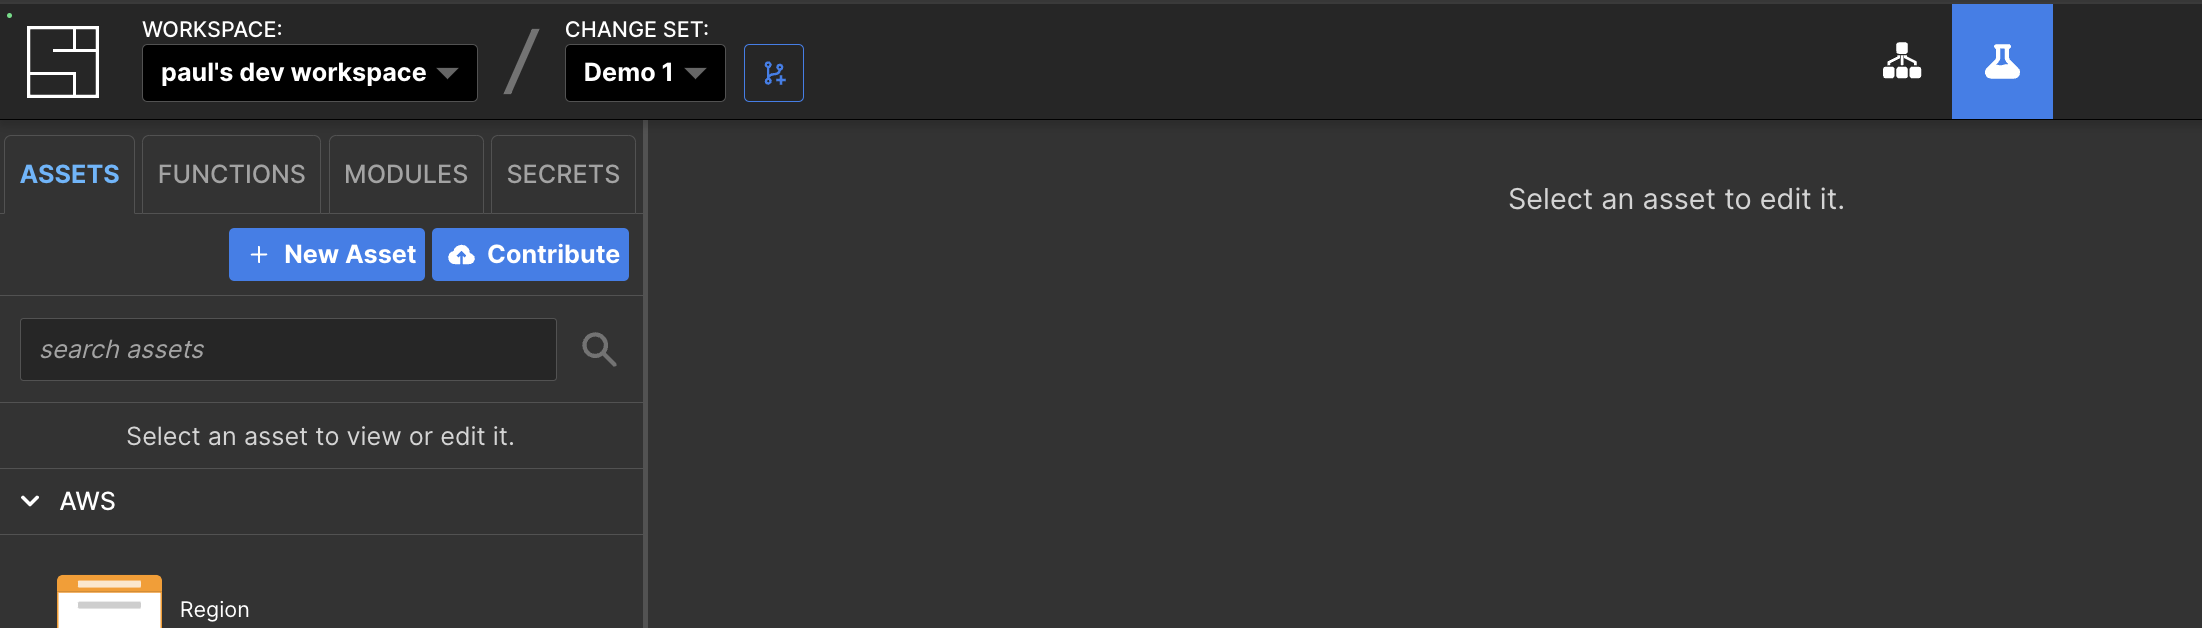 WORKSPACE:
paul's dev workspace
CHANGE SET:
Demo 1
ASSETS FUNCTIONS MODULES SECRETS
+ New Asset Contribute
search assets
Select an asset to view or edit it.
AWS
Region
Select an asset to edit it.